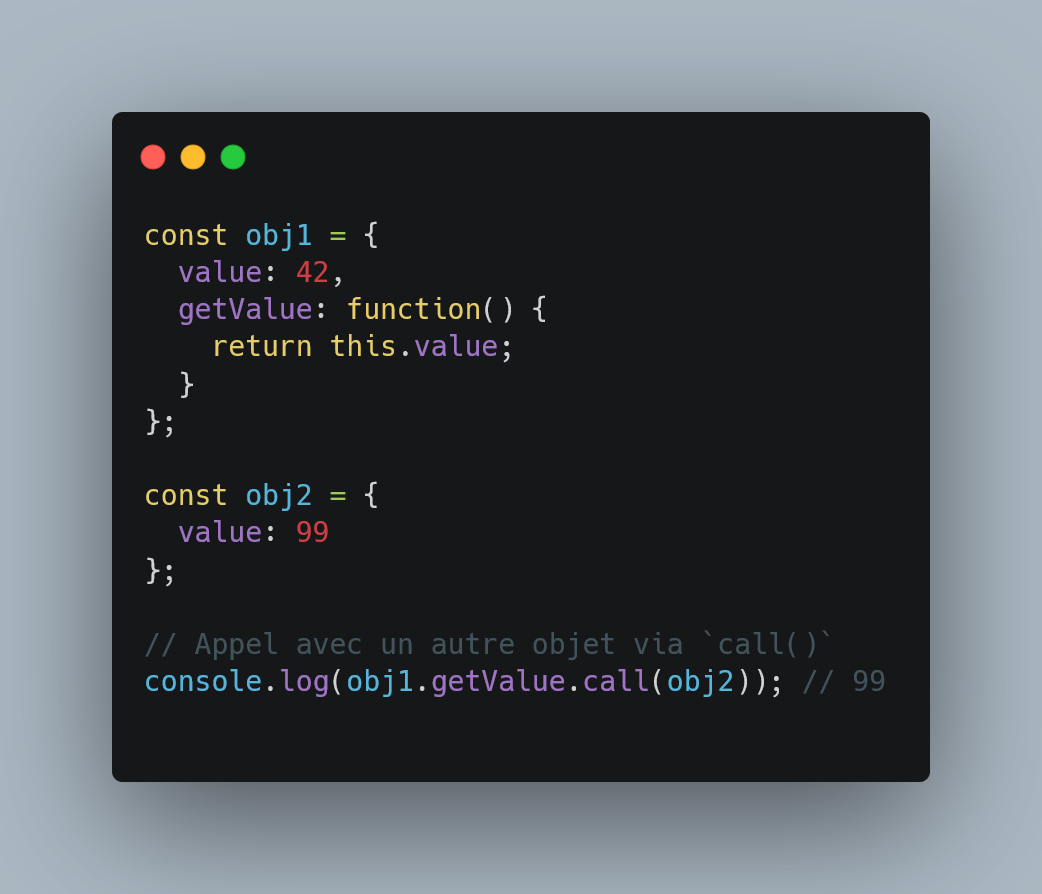 const obj1 = {
  value: 42,
  getValue: function() {
    return this.value;
  }
};

const obj2 = {
  value: 99
};

// Appel avec un autre objet via `call()`
console.log(obj1.getValue.call(obj2)); // 99